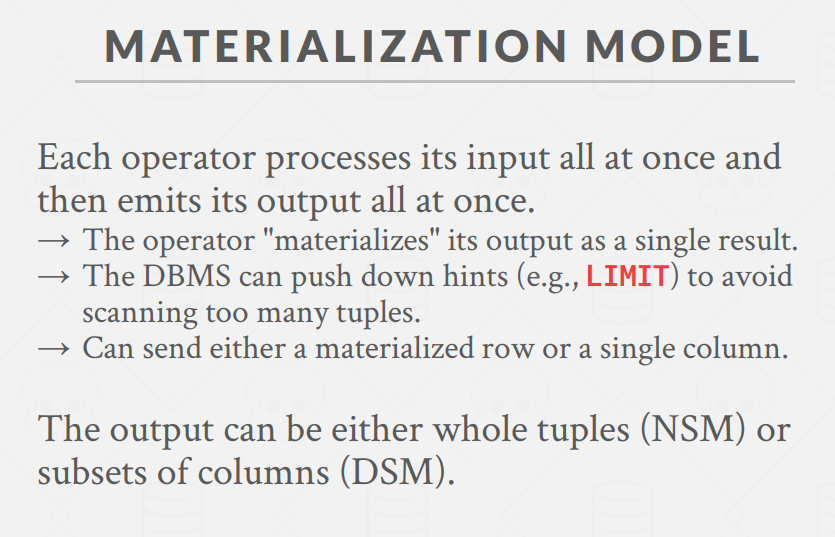 MATERIALIZATION MODEL
Each operator processes its input all at once and
then emits its output all at once.
→ The operator "materializes" its output as a single result.
→ The DBMS can push down hints (e.g., LIMIT) to avoid
scanning too many tuples.
→ Can send either a materialized row or a single column.
The output can be either whole tuples (NSM) or
subsets of columns (DSM).